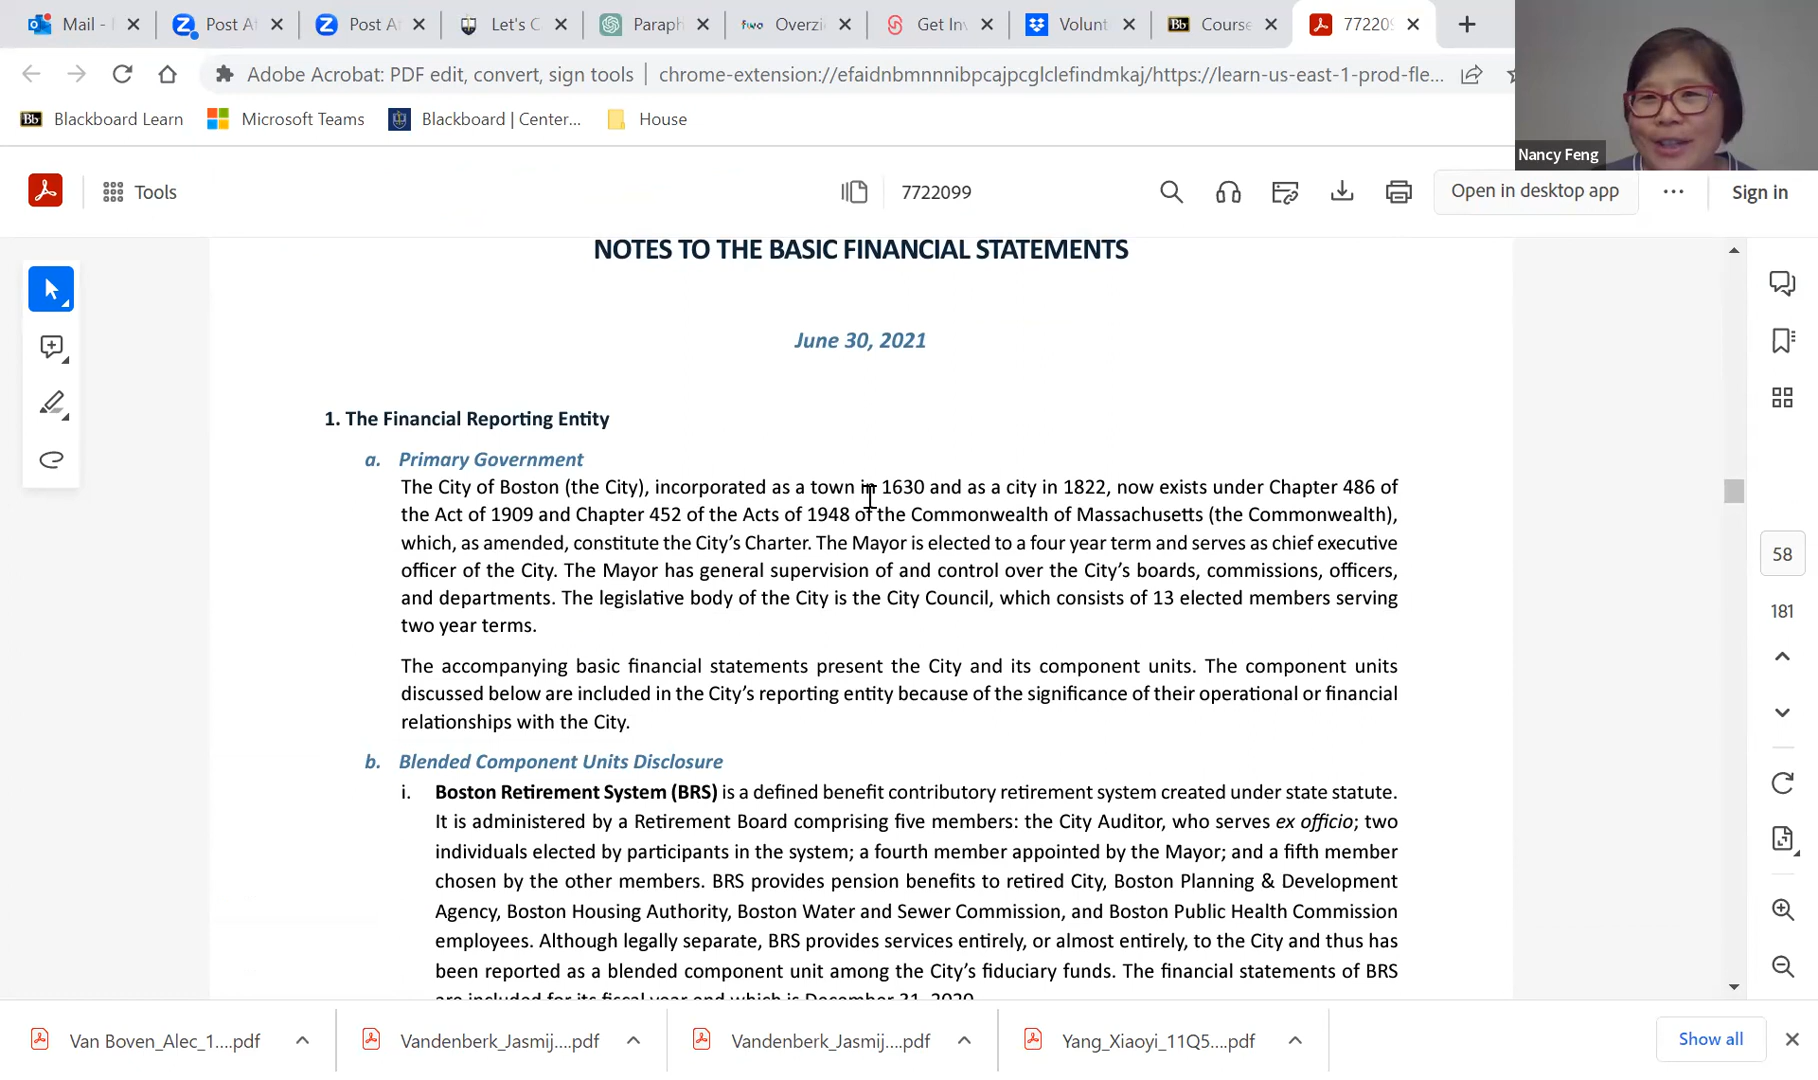 Mail -
Post A
Post A
Let's C
Paraph
fwo Overzi
Get Inv
Volunt
Bb Course
772209
Adobe Acrobat: PDF edit, convert, sign tools chrome-extension://efaidnbmnnnibpcajpcglclefindmkaj/https://learn-us-east-1-prod-fle...
Bb Blackboard Learn Microsoft Teams Blackboard | Center... House
Nancy Feng
Tools 7722099 Open in desktop app Sign in
NOTES TO THE BASIC FINANCIAL STATEMENTS
June 30, 2021
1. The Financial Reporting Entity
a. Primary Government
The City of Boston (the City), incorporated as a town in 1630 and as a city in 1822, now exists under Chapter 486 of
the Act of 1909 and Chapter 452 of the Acts of 1948 of the Commonwealth of Massachusetts (the Commonwealth),
which, as amended, constitute the City's Charter. The Mayor is elected to a four year term and serves as chief executive
officer of the City. The Mayor has general supervision of and control over the City's boards, commissions, officers,
and departments. The legislative body of the City is the City Council, which consists of 13 elected members serving
two year terms.
The accompanying basic financial statements present the City and its component units. The component units
discussed below are included in the City's reporting entity because of the significance of their operational or financial
relationships with the City.
b. Blended Component Units Disclosure
i. Boston Retirement System (BRS) is a defined benefit contributory retirement system created under state statute.
It is administered by a Retirement Board comprising five members: the City Auditor, who serves ex officio; two
individuals elected by participants in the system; a fourth member appointed by the Mayor; and a fifth member
chosen by the other members. BRS provides pension benefits to retired City, Boston Planning & Development
Agency, Boston Housing Authority, Boston Water and Sewer Commission, and Boston Public Health Commission
employees. Although legally separate, BRS provides services entirely, or almost entirely, to the City and thus has
been reported as a blended component unit among the City's fiduciary funds. The financial statements of BRS
are included for its fiscal year end which is December 31, 2020.
58
181
Van Boven_Alec_1....pdf
Vandenberk_Jasmij....pdf
Vandenberk_Jasmij....pdf
Yang_Xiaoyi_11Q5....pdf
Show all